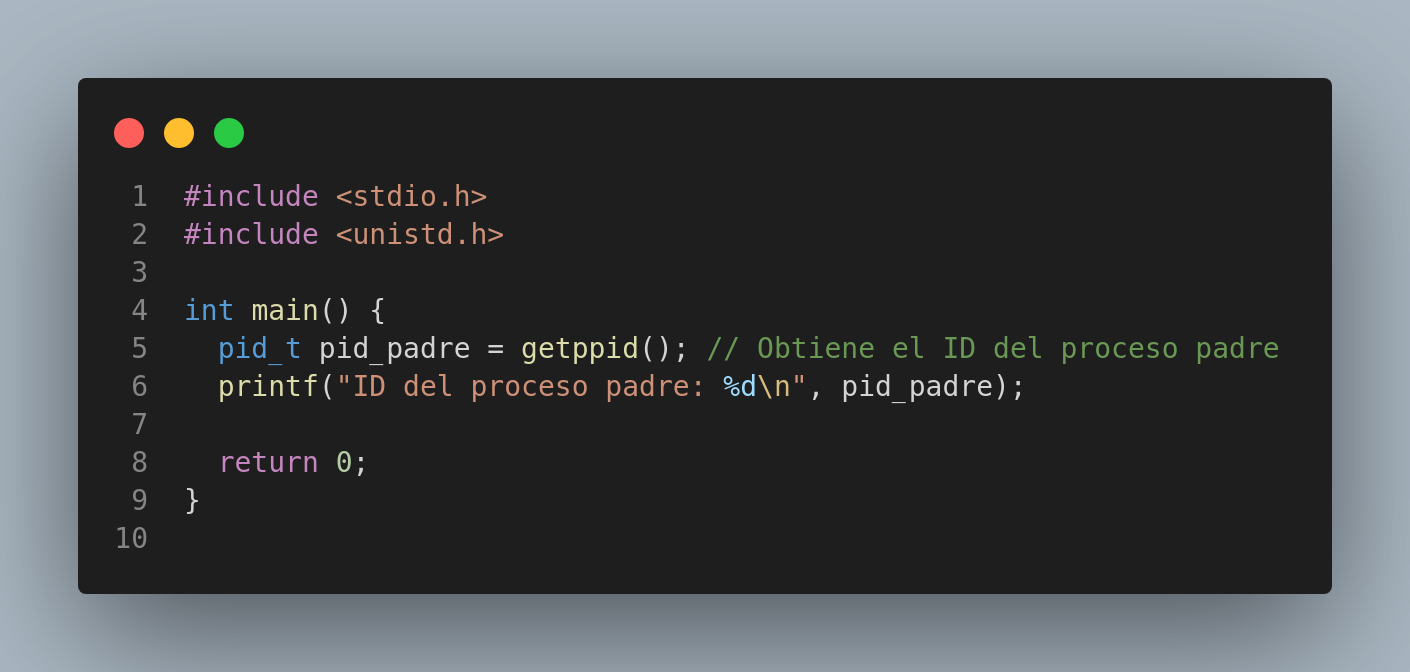 1 #include <stdio.h>
2 #include <unistd.h>
3
4 int main() {
5   pid_t pid_padre = getppid(); // Obtiene el ID del proceso padre
6   printf("ID del proceso padre: %d\n", pid_padre);
7
8   return 0;
9 }
10